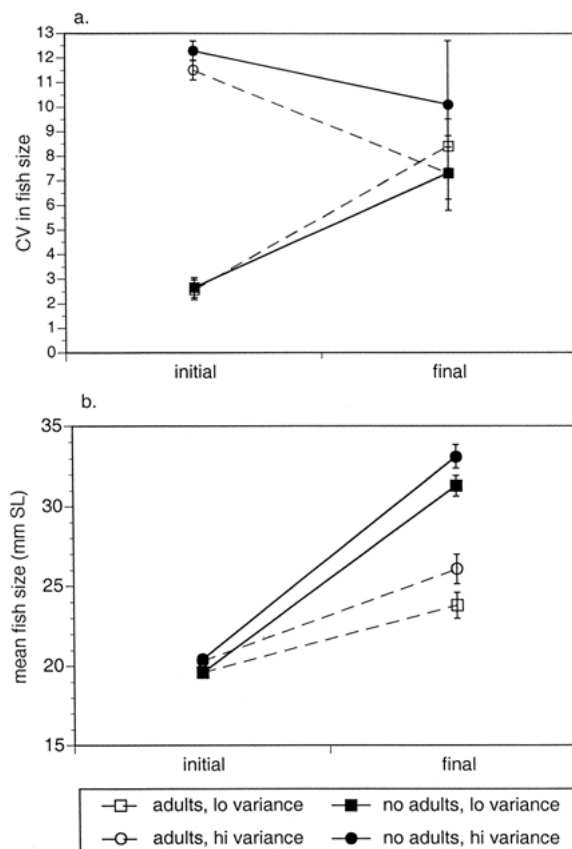 a.
13
12
11
10
9
8
7
6
5
4
3
2
1
0
CV in fish size
initial final
b.
35
30
25
20
15
mean fish size (mm SL)
initial final
adults, lo variance no adults, lo variance
adults, hi variance no adults, hi variance